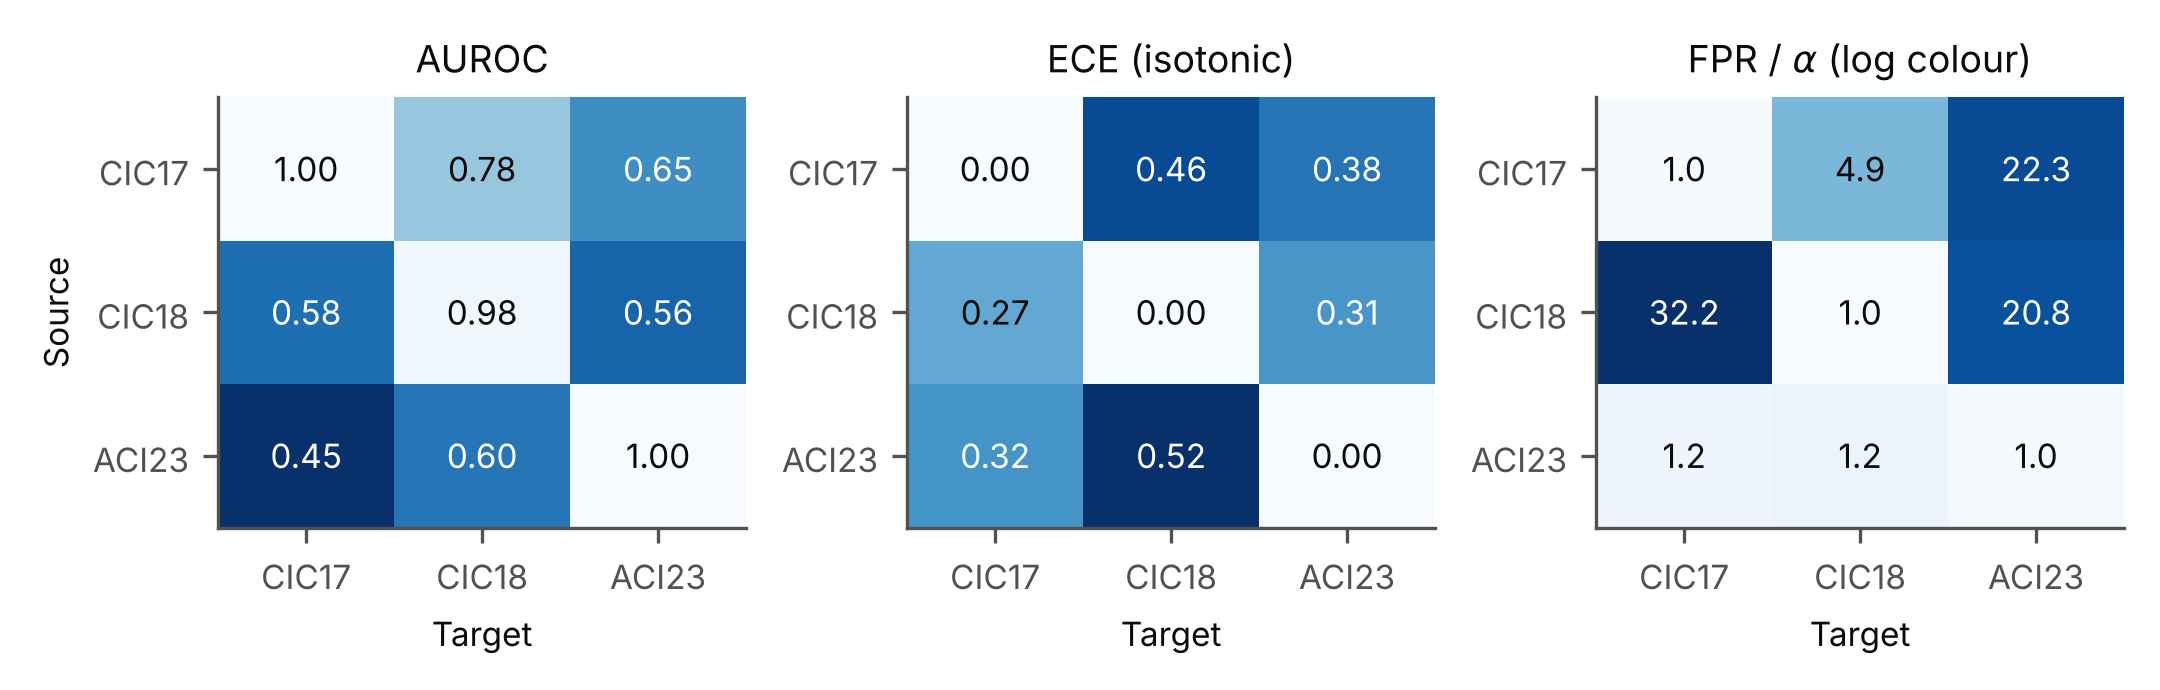 AUROC
CIC17 1.00 0.78 0.65
CIC18 0.58 0.98 0.56
ACI23 0.45 0.60 1.00
CIC17 CIC18 ACI23
Target
Source
ECE (isotonic)
CIC17 0.00 0.46 0.38
CIC18 0.27 0.00 0.31
ACI23 0.32 0.52 0.00
CIC17 CIC18 ACI23
Target
FPR / α (log colour)
CIC17 1.0 4.9 22.3
CIC18 32.2 1.0 20.8
ACI23 1.2 1.2 1.0
CIC17 CIC18 ACI23
Target